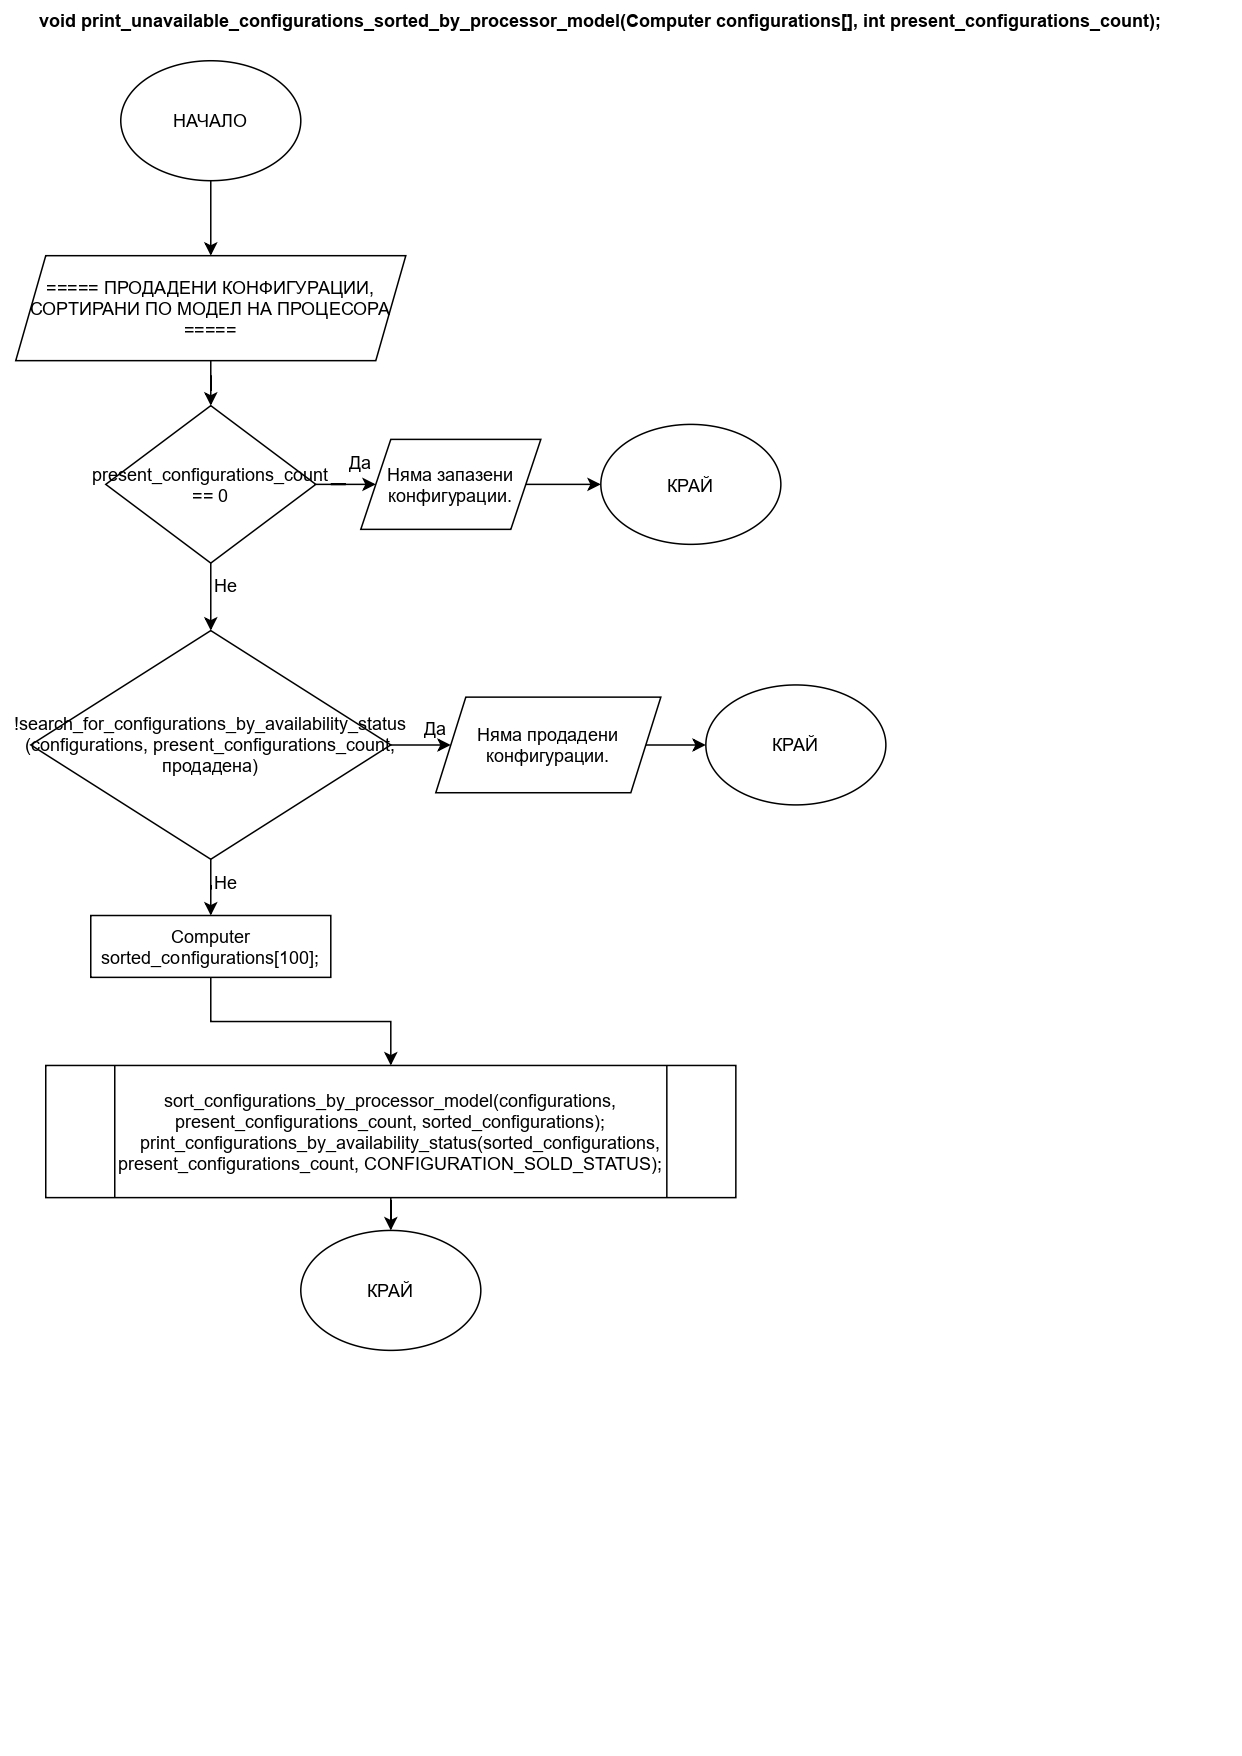 void print_unavailable_configurations_sorted_by_processor_model(Computer configurations[], int present_configurations_count);
НАЧАЛО
===== ПРОДАДЕНИ КОНФИГУРАЦИИ,
СОРТИРАНИ ПО МОДЕЛ НА ПРОЦЕСОРА
=====
present_configurations_count
== 0
Да
Няма запазени
конфигурации.
КРАЙ
Не
!search_for_configurations_by_availability_status
(configurations, present_configurations_count,
продадена)
Да
Няма продадени
конфигурации.
КРАЙ
Не
Computer
sorted_configurations[100];
sort_configurations_by_processor_model(configurations,
present_configurations_count, sorted_configurations);
print_configurations_by_availability_status(sorted_configurations,
present_configurations_count, CONFIGURATION_SOLD_STATUS);
КРАЙ